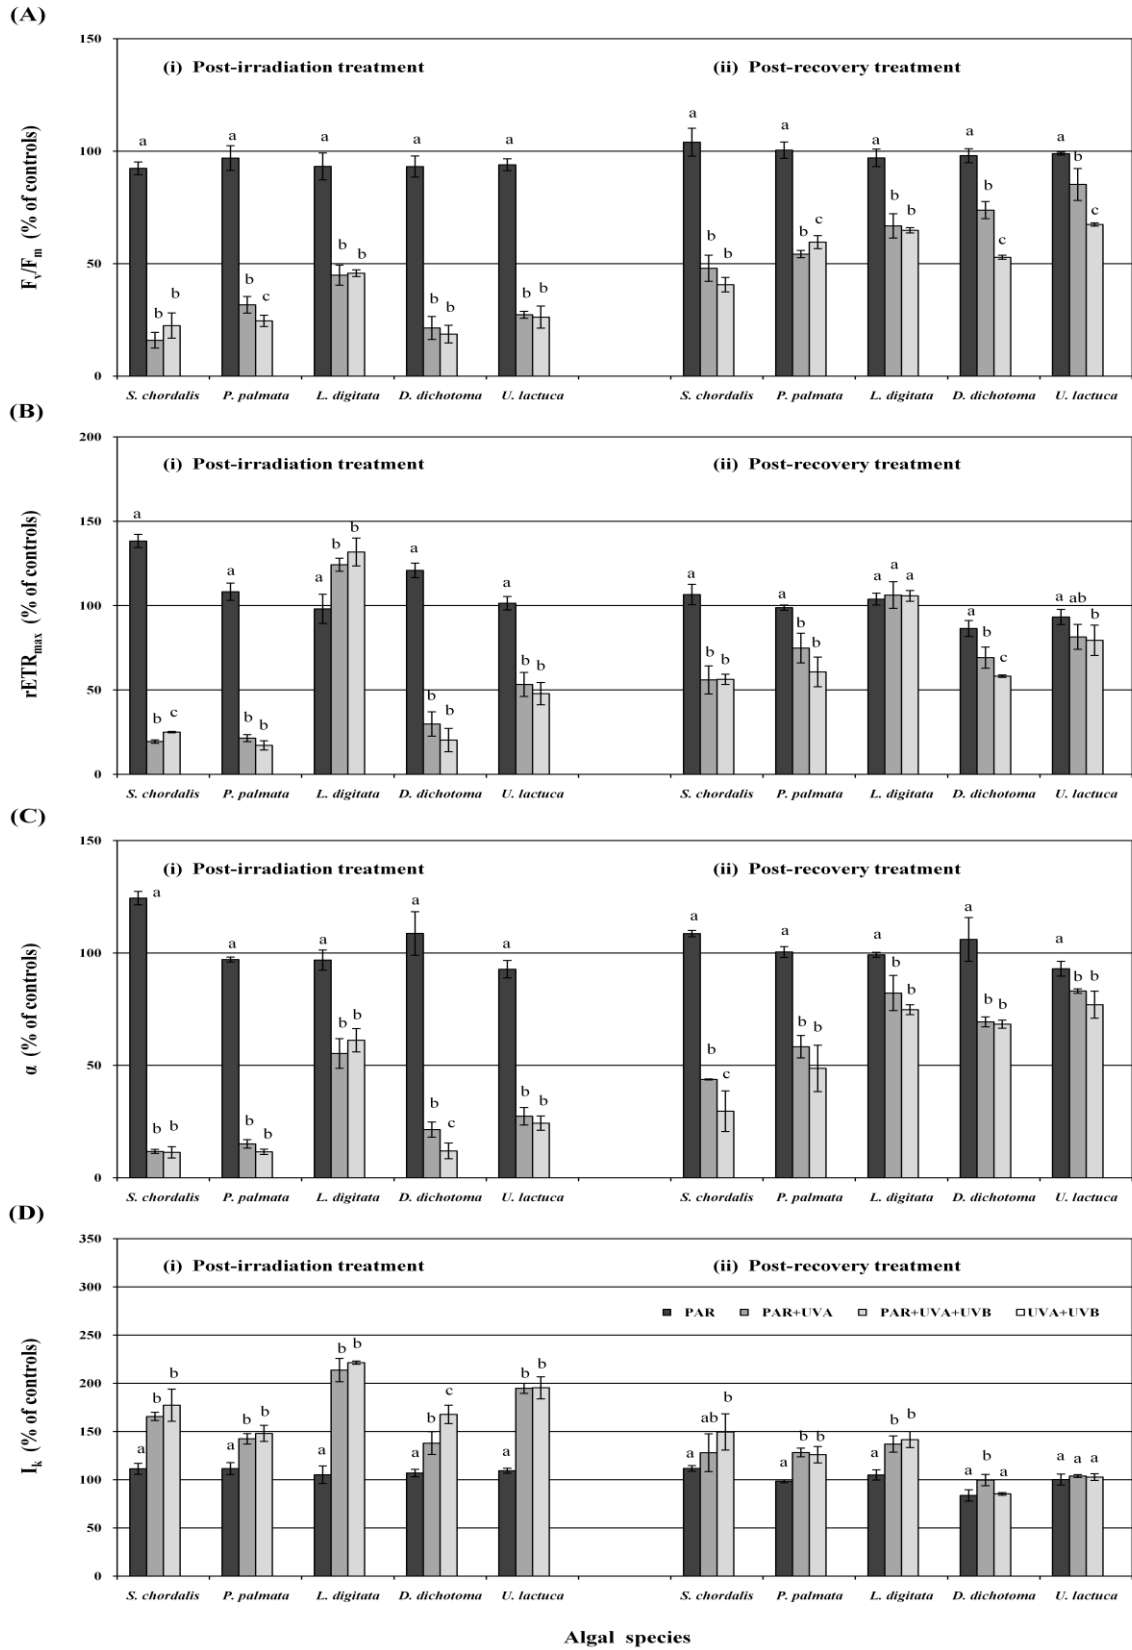 (A)
150
(i) Post-irradiation treatment
(ii) Post-recovery treatment
a a a a a a a a a a
100
b
b b b c
b b
b c
b b
50
b b
b c
b b b b
b b
0
Fv/Fm (% of controls)
S. chordalis P. palmata L. digitata D. dichotoma U. lactuca S. chordalis P. palmata L. digitata D. dichotoma U. lactuca
(B)
200
(i) Post-irradiation treatment
(ii) Post-recovery treatment
150
a b b a a
a a a
a a a a a a ab b
100
b b
b c
b b
50
b b
b b
b c b b
0
rETRmax (% of controls)
S. chordalis P. palmata L. digitata D. dichotoma U. lactuca S. chordalis P. palmata L. digitata D. dichotoma U. lactuca
(C)
150
(i) Post-irradiation treatment
(ii) Post-recovery treatment
a a a a a a a a a a
100
b b
b b
b b
b b
b c
50
b b
b c
b b
b b b b
0
α (% of controls)
S. chordalis P. palmata L. digitata D. dichotoma U. lactuca S. chordalis P. palmata L. digitata D. dichotoma U. lactuca
(D)
350
(i) Post-irradiation treatment
(ii) Post-recovery treatment
300
PAR PAR+UVA PAR+UVA+UVB UVA+UVB
250
b b
200
b b b c b b
150
a b b a b a a a ab b a b b a b b
100
a b a a a a
50
0
Ik (% of controls)
S. chordalis P. palmata L. digitata D. dichotoma U. lactuca S. chordalis P. palmata L. digitata D. dichotoma U. lactuca
Algal species